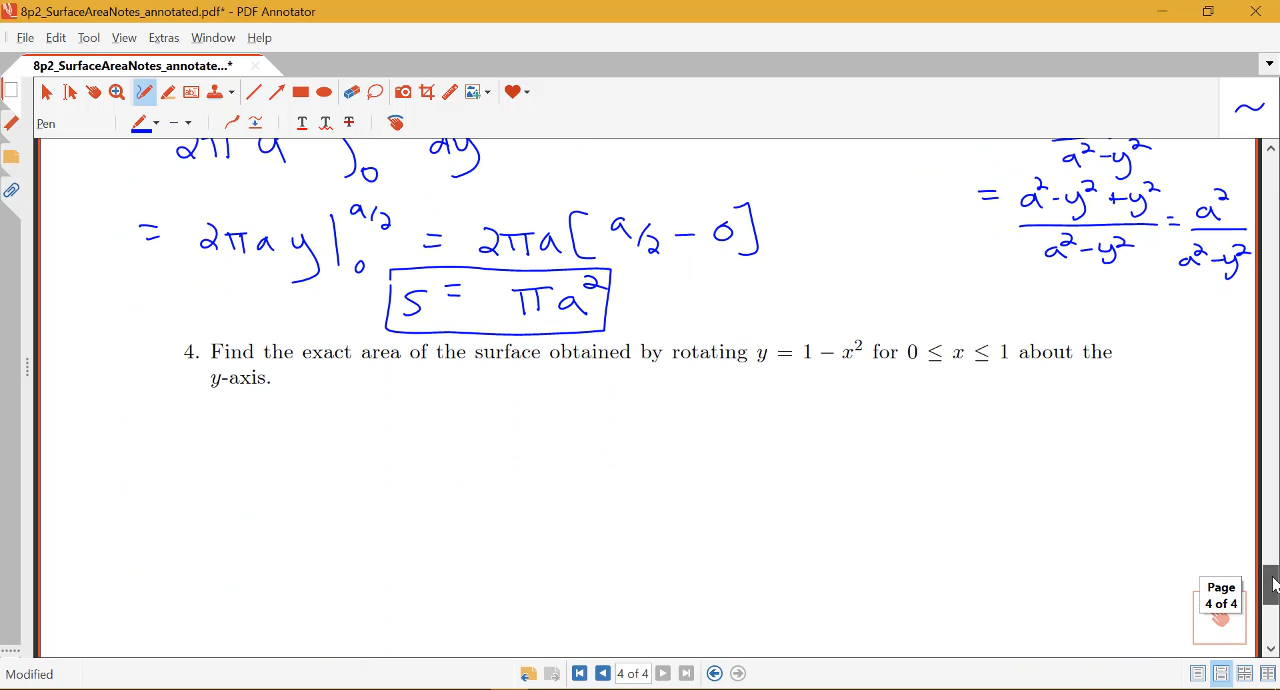 8p2_SurfaceAreaNotes_annotated.pdf* - PDF Annotator
File Edit Tool View Extras Window Help
8p2_SurfaceAreaNotes_annotate...*
Pen
2π a ∫₀ dy
a² - y²
= (a² - y² + y²) / (a² - y²) = a² / (a² - y²)
= 2πa y |₀^(a/2) = 2πa [ a/2 - 0 ]
S = πa²
4. Find the exact area of the surface obtained by rotating y = 1 − x² for 0 ≤ x ≤ 1 about the
y-axis.
Page
4 of 4
Modified
4 of 4